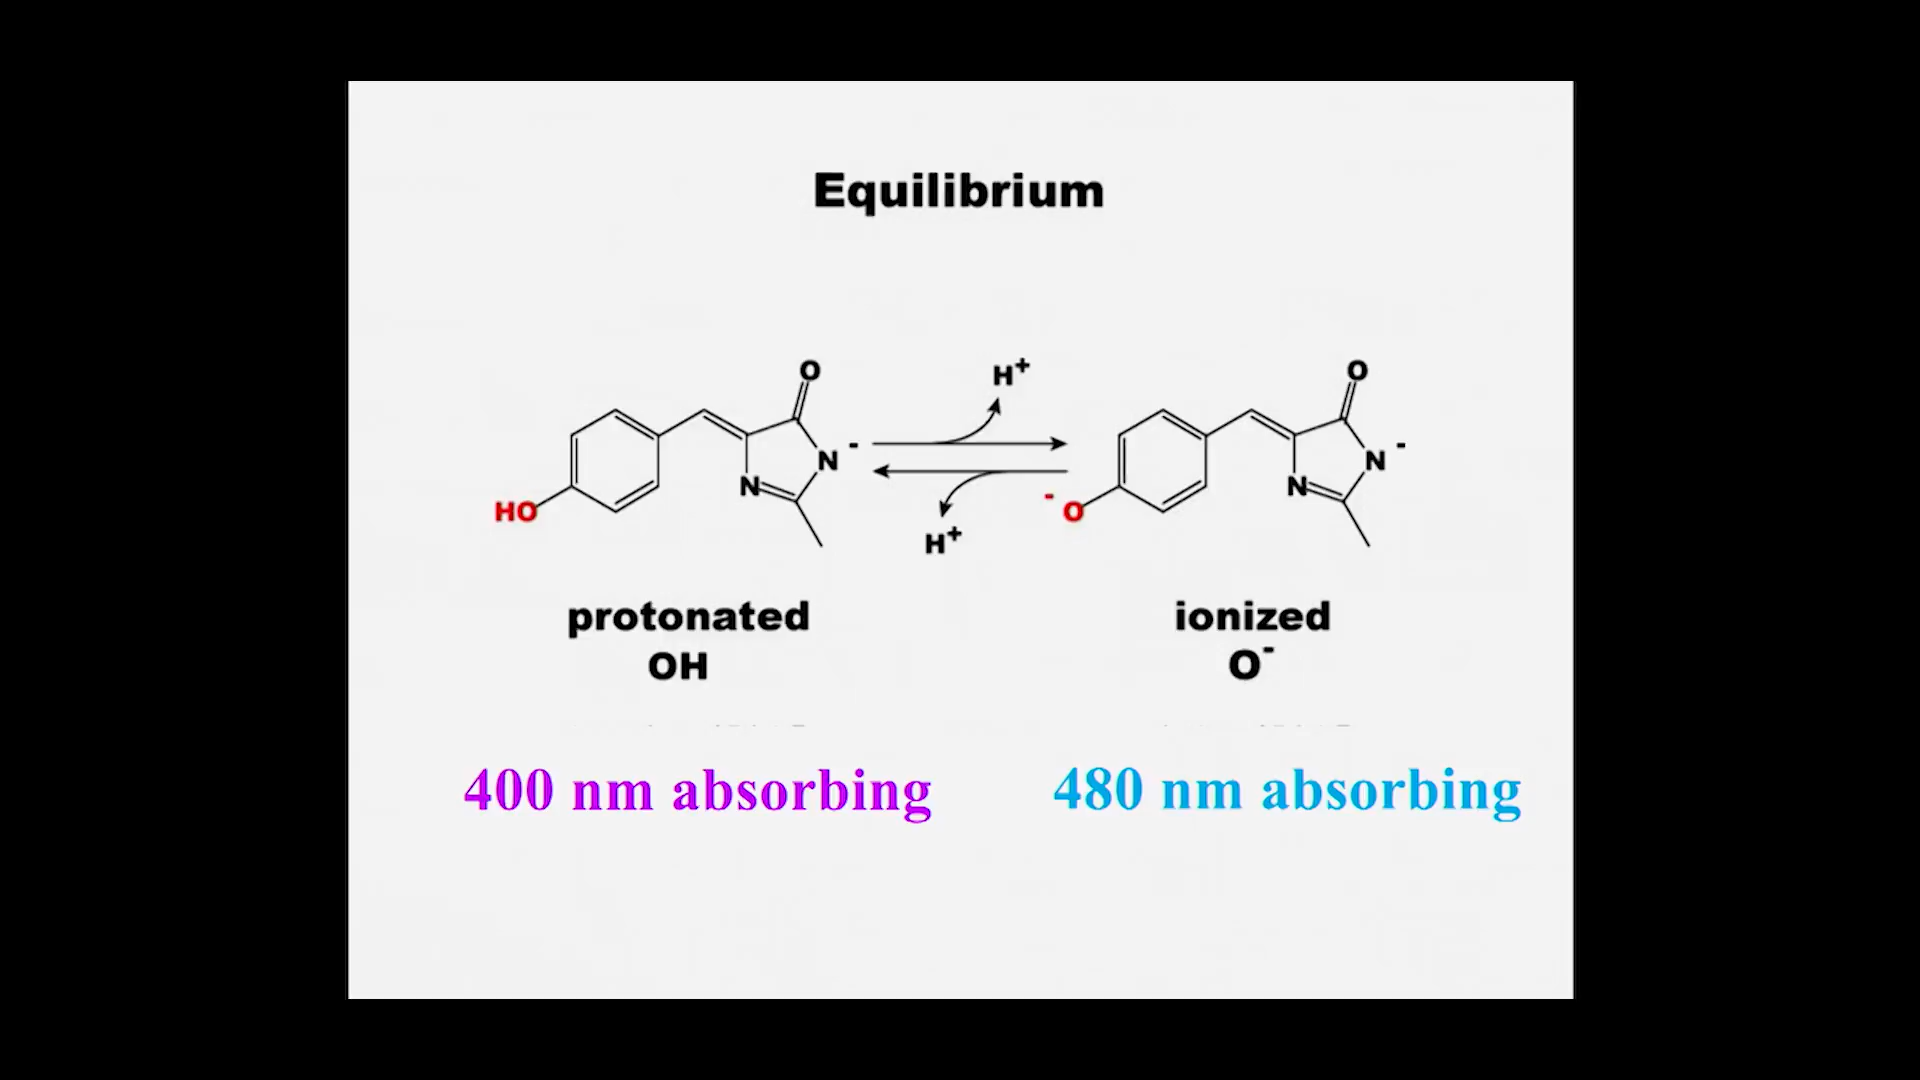 Equilibrium
O
H+
N -
N
HO
H+
O
N -
N
- O
protonated
OH
ionized
O-
400 nm absorbing
480 nm absorbing